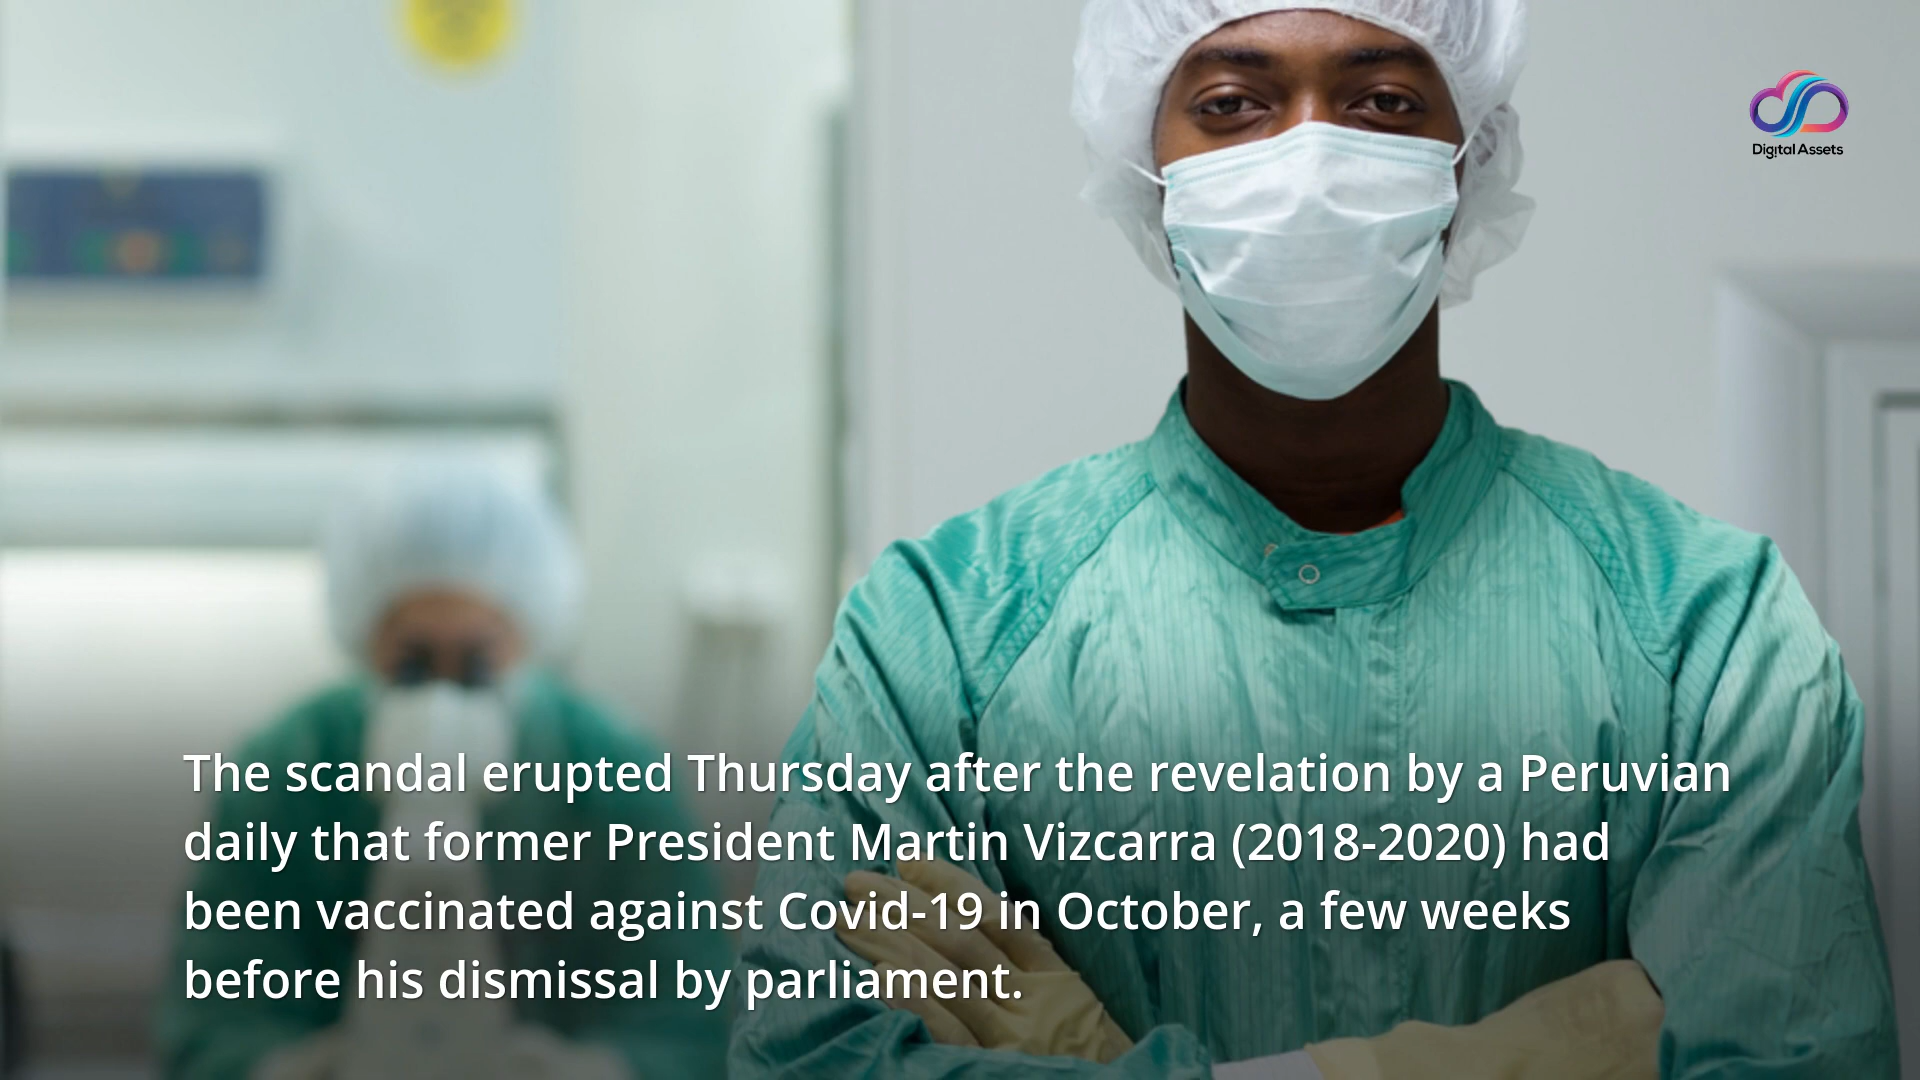 Digital Assets
The scandal erupted Thursday after the revelation by a Peruvian
daily that former President Martin Vizcarra (2018-2020) had
been vaccinated against Covid-19 in October, a few weeks
before his dismissal by parliament.